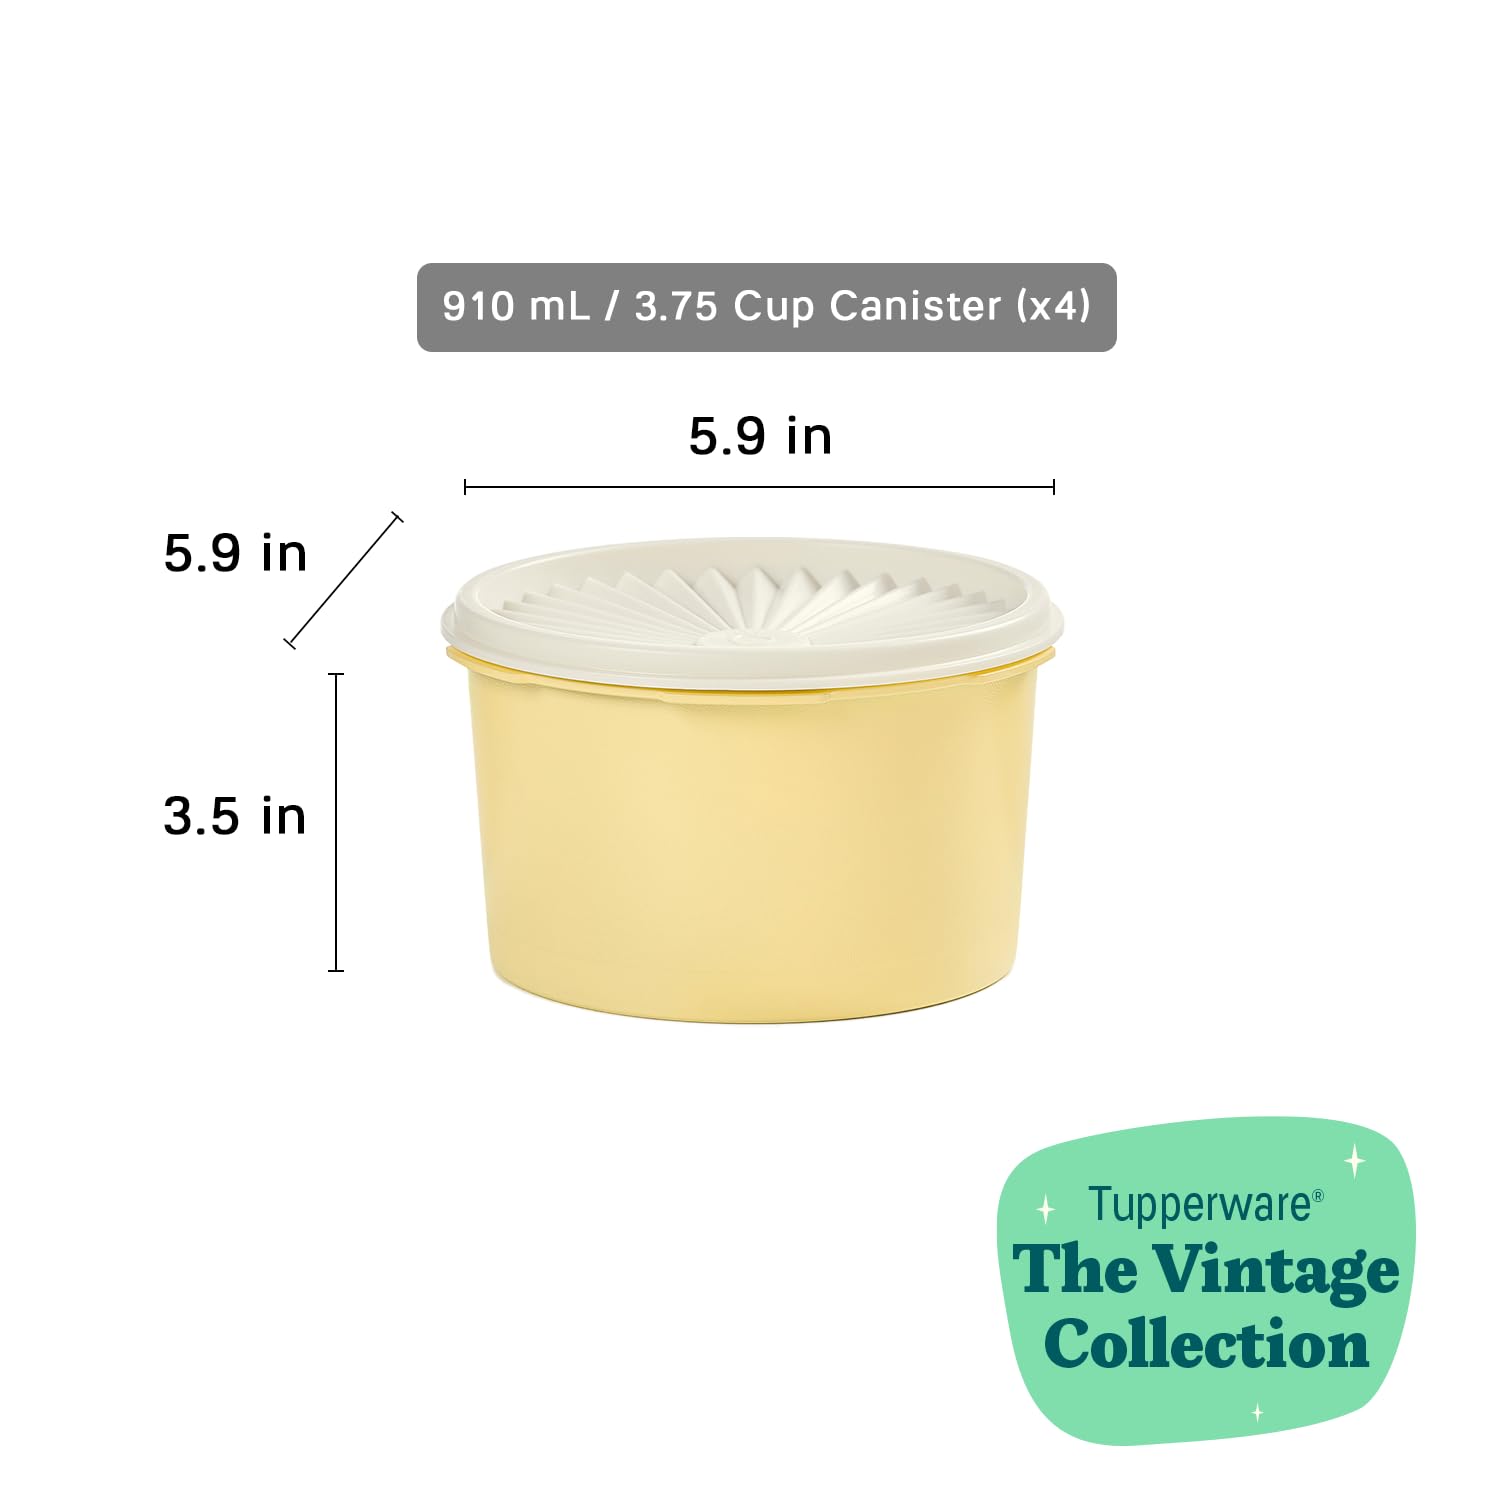 910 mL / 3.75 Cup Canister (x4)
5.9 in
5.9 in
3.5 in
Tupperware®
The Vintage
Collection